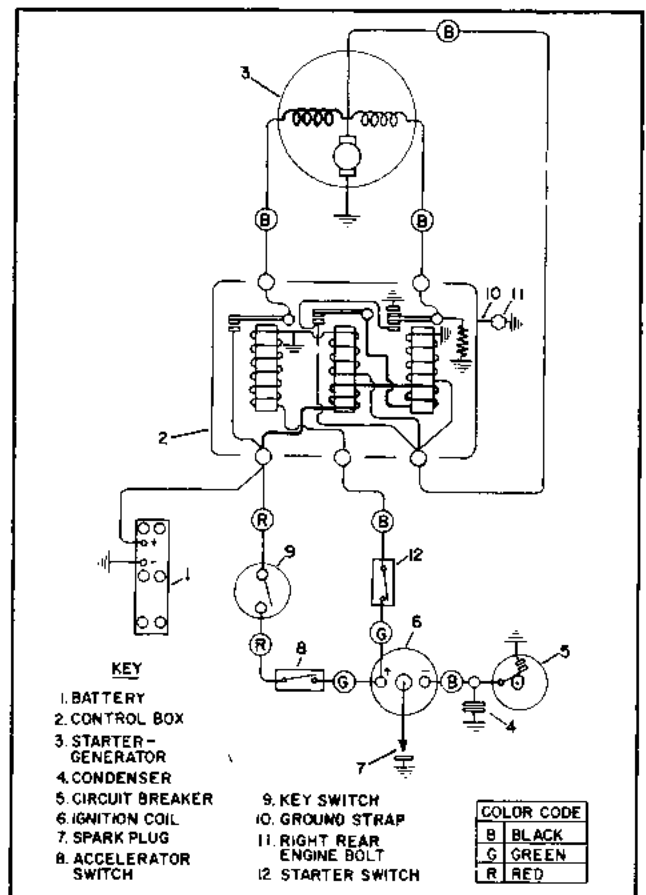 B
3
B
B
10
11
2
R
B
+
-
1
9
12
R
G
6
8
G
+
-
B
5
4
7
KEY
1. BATTERY
2. CONTROL BOX
3. STARTER-
GENERATOR
4. CONDENSER
5. CIRCUIT BREAKER
6. IGNITION COIL
7. SPARK PLUG
8. ACCELERATOR
SWITCH
9. KEY SWITCH
10. GROUND STRAP
11. RIGHT REAR
ENGINE BOLT
12 STARTER SWITCH
COLOR CODE
B BLACK
G GREEN
R RED